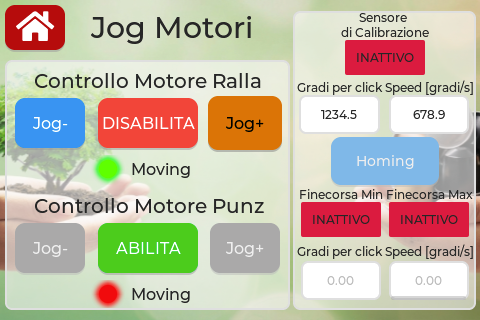 Jog Motori
Controllo Motore Ralla
Jog-
DISABILITA
Jog+
Moving
Controllo Motore Punz
Jog-
ABILITA
Jog+
Moving
Sensore
di Calibrazione
INATTIVO
Gradi per click
Speed [gradi/s]
1234.5
678.9
Homing
Finecorsa Min
Finecorsa Max
INATTIVO
INATTIVO
Gradi per click
Speed [gradi/s]
0.00
0.00